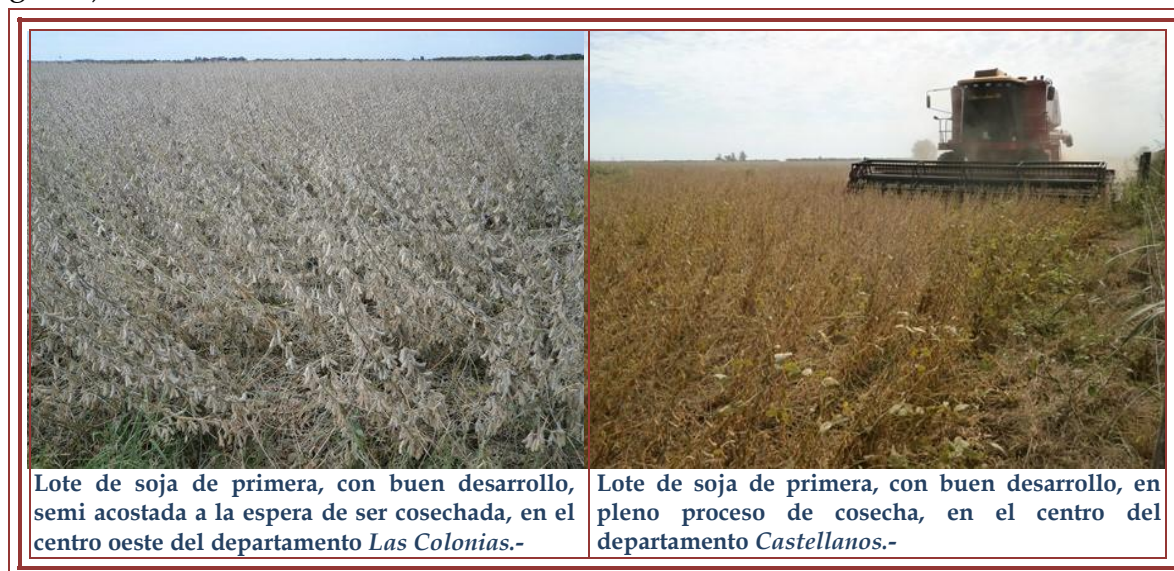 Lote de soja de primera, con buen desarrollo,
semi acostada a la espera de ser cosechada, en el
centro oeste del departamento Las Colonias.-
Lote de soja de primera, con buen desarrollo, en
pleno proceso de cosecha, en el centro del
departamento Castellanos.-